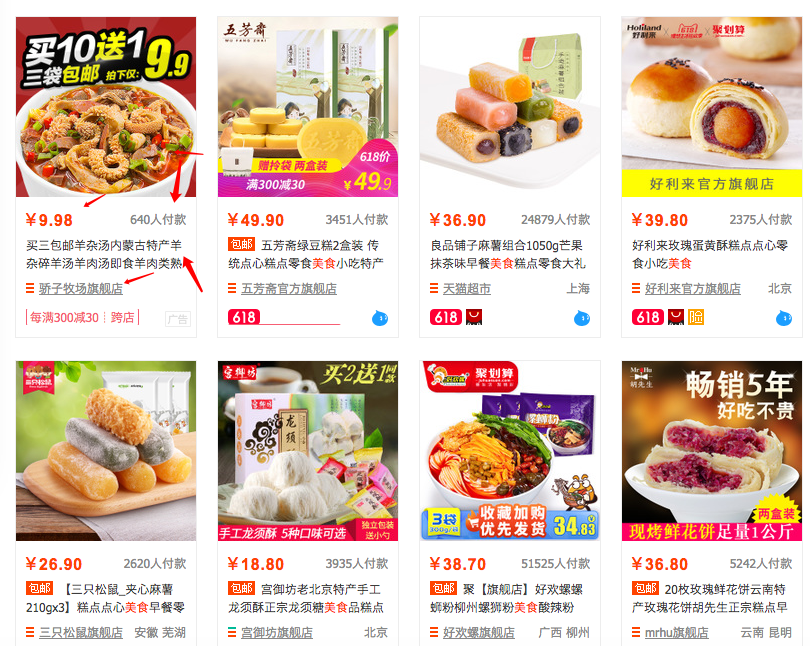 买10送1
三袋包邮 拍下仅: 9.9
¥9.98 640人付款
买三包邮羊杂汤内蒙古特产羊
杂碎羊汤羊肉汤即食羊肉类熟
骄子牧场旗舰店
每满300减30 跨店
广告
五芳斋
WU FANG ZHAI
赠拎袋 两盒装
618价
满300减30
¥49.9
¥49.90 3451人付款
包邮 五芳斋绿豆糕2盒装 传
统点心糕点零食美食小吃特产
五芳斋官方旗舰店
618
¥36.90 24879人付款
良品铺子麻薯组合1050g芒果
抹茶味早餐美食糕点零食大礼
天猫超市 上海
618
Holiland
好利来
618
聚划算
好利来官方旗舰店
¥39.80 2375人付款
好利来玫瑰蛋黄酥糕点点心零
食小吃美食
好利来官方旗舰店 北京
618 险
三只松鼠
¥26.90 2620人付款
包邮 【三只松鼠_夹心麻薯
210gx3】糕点点心美食早餐零
三只松鼠旗舰店 安徽 芜湖
宫御坊
买2送1同款
宫御坊
龙须酥
手工龙须酥 5种口味可选
独立包装
送小勺
¥18.80 3935人付款
包邮 宫御坊老北京特产手工
龙须酥正宗龙须糖美食品糕点
宫御坊旗舰店 北京
好欢螺
聚划算
螺蛳粉
3袋
300g/袋
收藏加购
优先发货
34.83
¥38.70 51525人付款
包邮 聚【旗舰店】好欢螺螺
蛳粉柳州螺狮粉美食酸辣粉
好欢螺旗舰店 广西 柳州
Mr Hu
胡先生
畅销5年
好吃不贵
两盒装
现烤鲜花饼足量1公斤
¥36.80 5242人付款
包邮 20枚玫瑰鲜花饼云南特
产玫瑰花饼胡先生正宗糕点早
mrhu旗舰店 云南 昆明